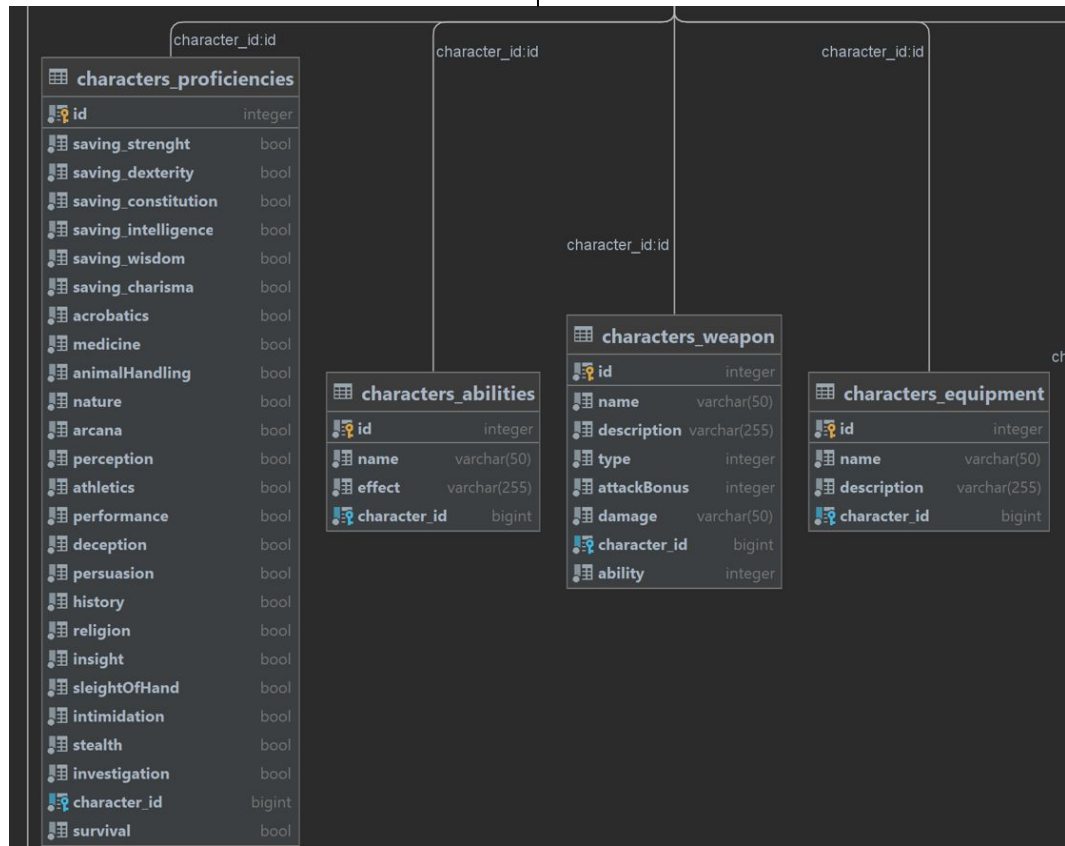 character_id:id
characters_proficiencies
id integer
saving_strenght bool
saving_dexterity bool
saving_constitution bool
saving_intelligence bool
saving_wisdom bool
saving_charisma bool
acrobatics bool
medicine bool
animalHandling bool
nature bool
arcana bool
perception bool
athletics bool
performance bool
deception bool
persuasion bool
history bool
religion bool
insight bool
sleightOfHand bool
intimidation bool
stealth bool
investigation bool
character_id bigint
survival bool
character_id:id
characters_abilities
id integer
name varchar(50)
effect varchar(255)
character_id bigint
character_id:id
characters_weapon
id integer
name varchar(50)
description varchar(255)
type integer
attackBonus integer
damage varchar(50)
character_id bigint
ability integer
character_id:id
characters_equipment
id integer
name varchar(50)
description varchar(255)
character_id bigint